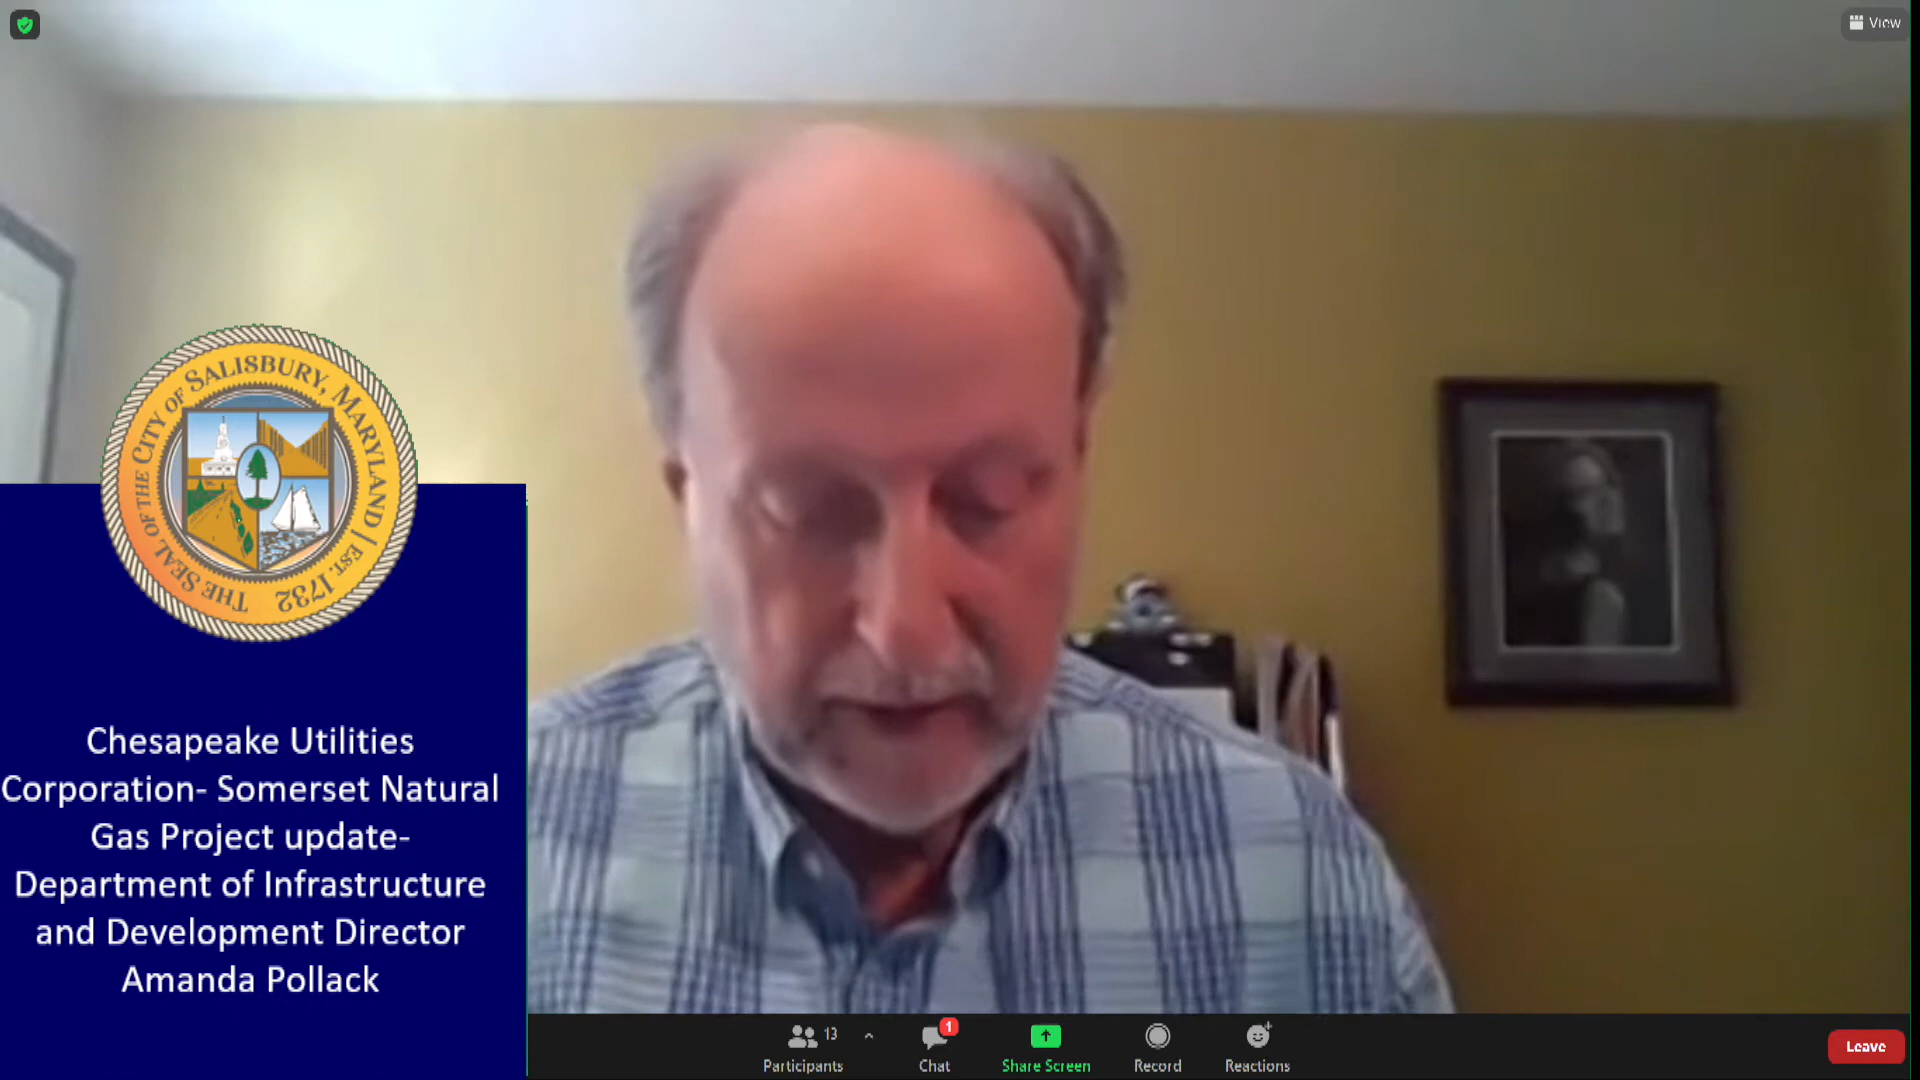 View
THE SEAL OF THE CITY OF SALISBURY, MARYLAND | EST. 1732
Chesapeake Utilities
Corporation- Somerset Natural
Gas Project update-
Department of Infrastructure
and Development Director
Amanda Pollack
13
1
Participants
Chat
Share Screen
Record
Reactions
Leave